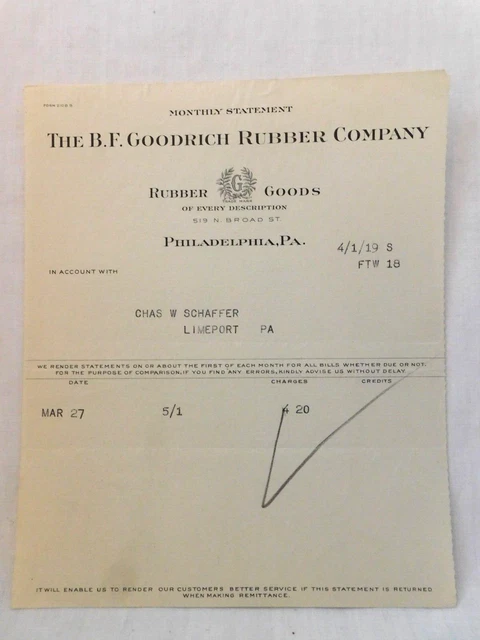 MONTHLY STATEMENT
THE B.F. GOODRICH RUBBER COMPANY
RUBBER G GOODS
TRADE MARK
OF EVERY DESCRIPTION
519 N. BROAD ST.
PHILADELPHIA, PA.
4/1/19 S
FTW 18
IN ACCOUNT WITH
CHAS W SCHAFFER
LIMEPORT PA
WE RENDER STATEMENTS ON OR ABOUT THE FIRST OF EACH MONTH FOR ALL BILLS WHETHER DUE OR NOT.
FOR THE PURPOSE OF COMPARISON, IF YOU FIND ANY ERRORS, KINDLY ADVISE US WITHOUT DELAY.
DATE CHARGES CREDITS
MAR 27 5/1 4 20
IT WILL ENABLE US TO RENDER OUR CUSTOMERS BETTER SERVICE IF THIS STATEMENT IS RETURNED
WHEN MAKING REMITTANCE.